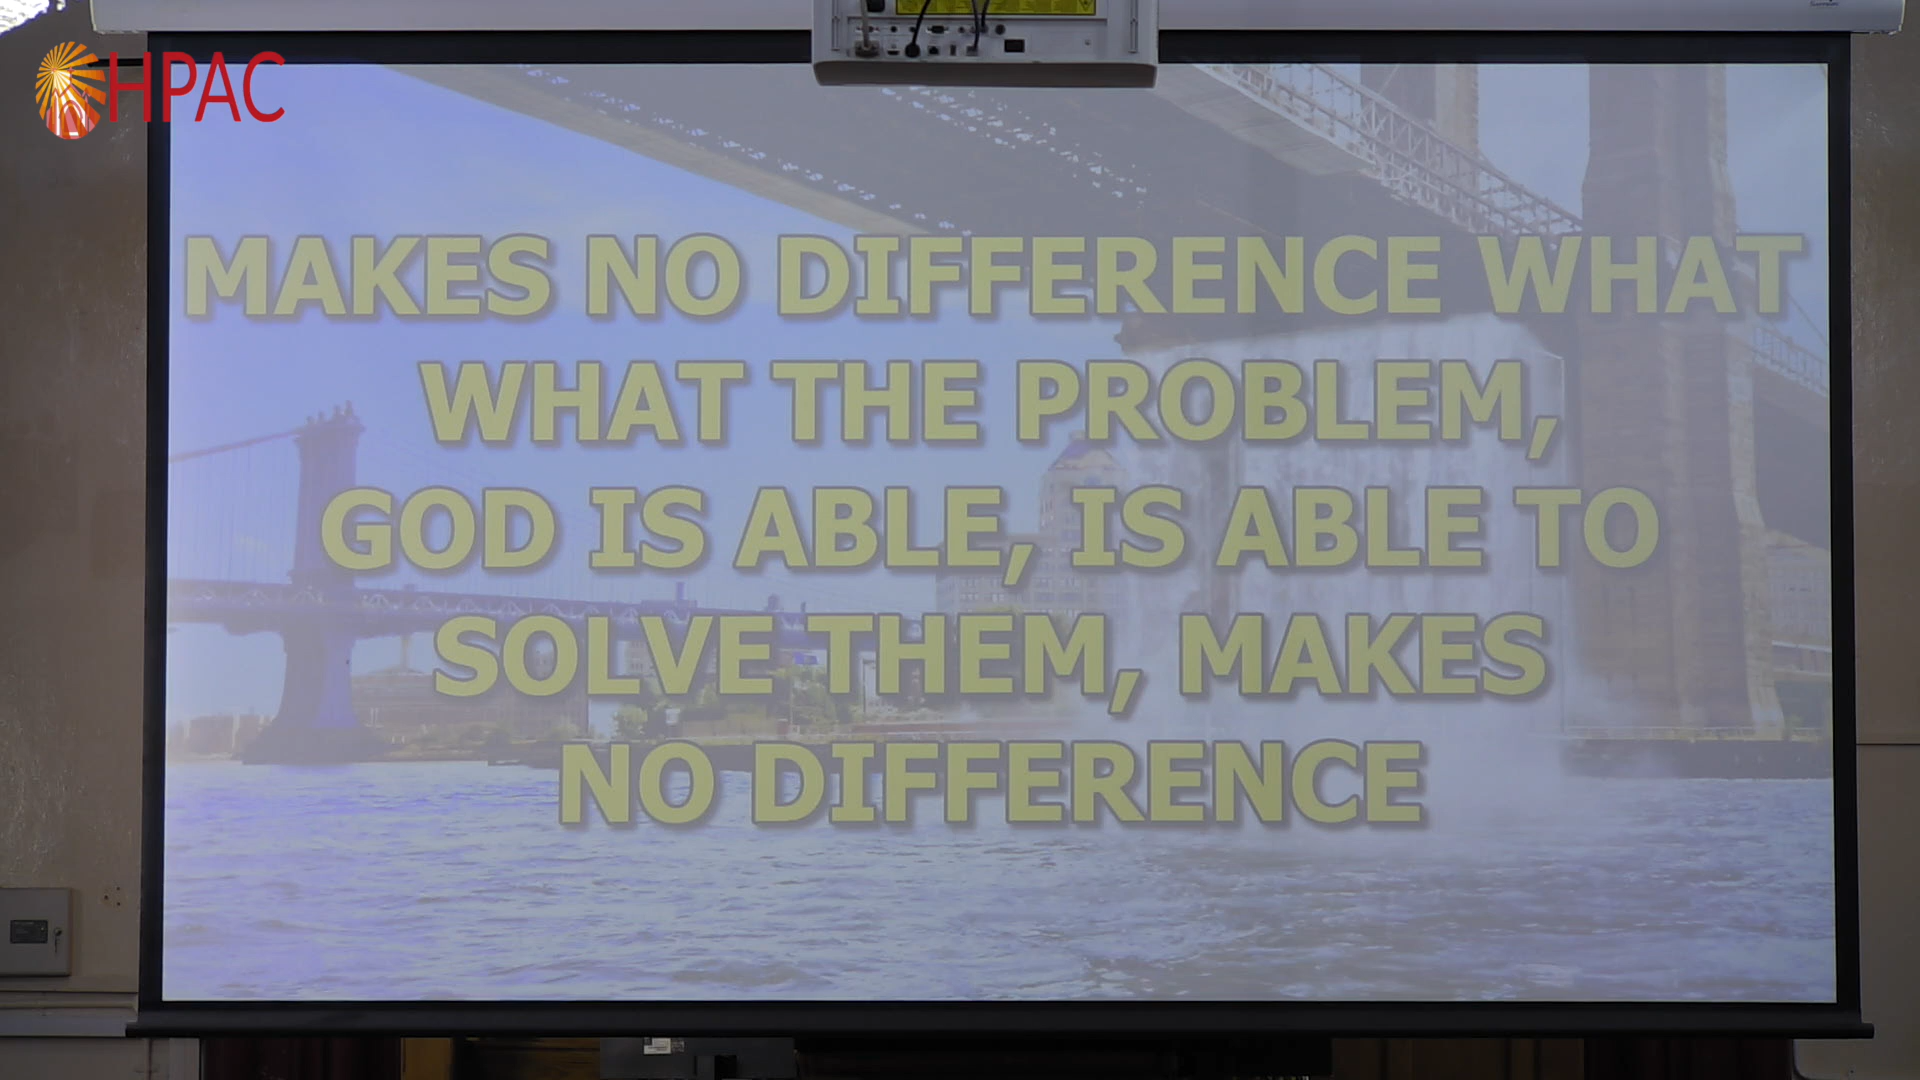 HPAC
MAKES NO DIFFERENCE WHAT
WHAT THE PROBLEM,
GOD IS ABLE, IS ABLE TO
SOLVE THEM, MAKES
NO DIFFERENCE